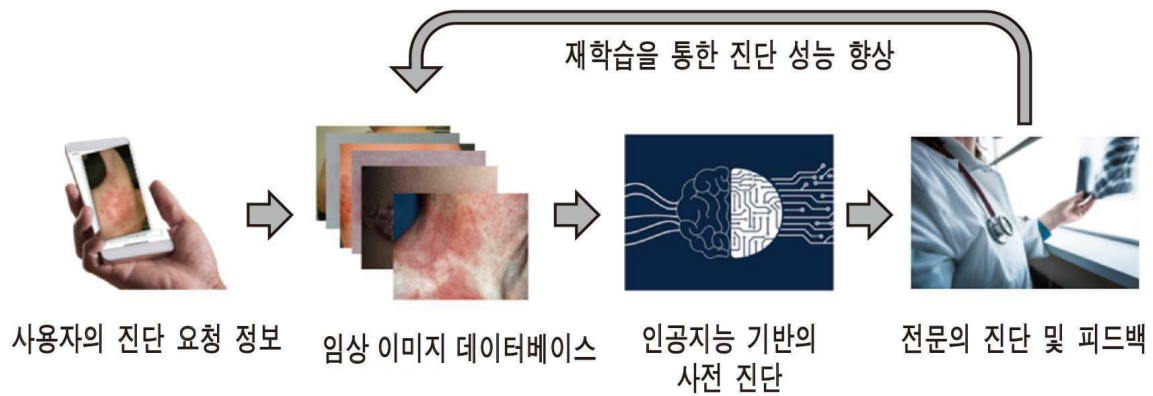 재학습을 통한 진단 성능 향상
사용자의 진단 요청 정보
임상 이미지 데이터베이스
인공지능 기반의
사전 진단
전문의 진단 및 피드백